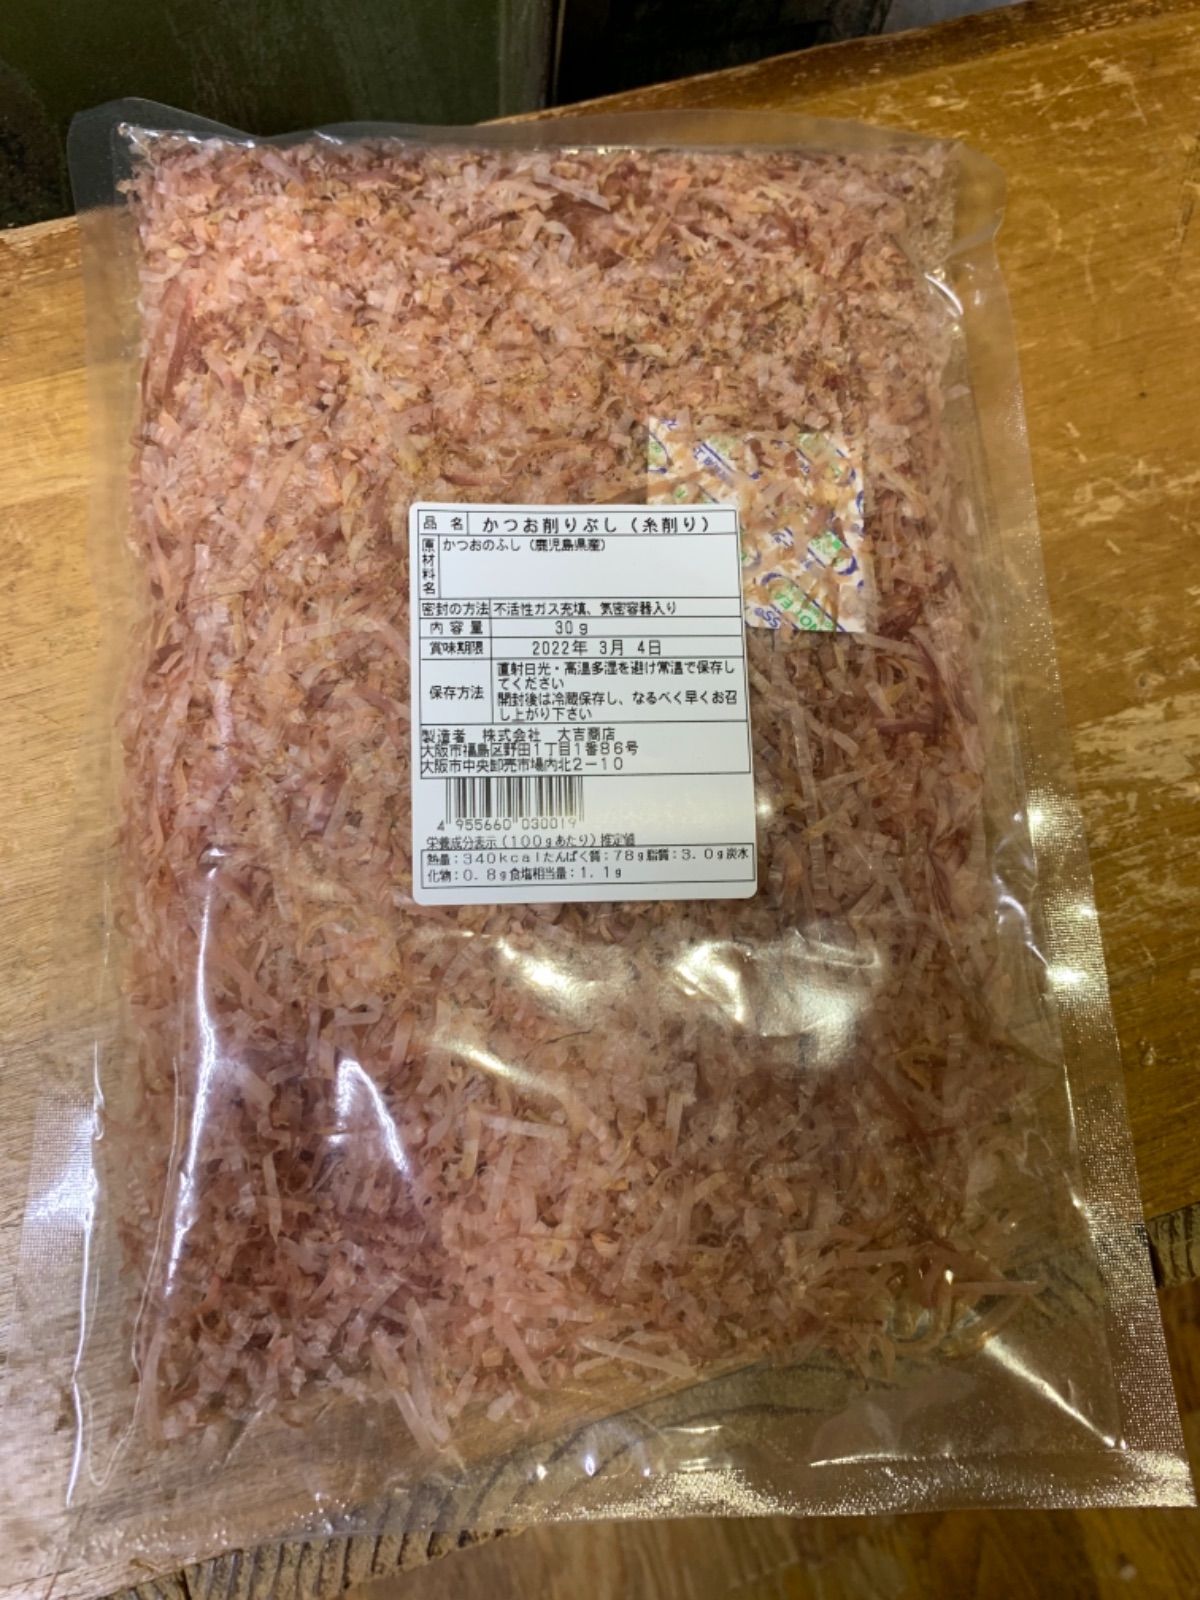 品 名 かつお削りぶし（糸削り）
原材料名 かつおのふし（鹿児島県産）
密封の方法 不活性ガス充填、気密容器入り
内 容 量 30g
賞味期限 2022年 3月 4日
保存方法 直射日光・高温多湿を避け常温で保存し
てください
開封後は冷蔵保存し、なるべく早くお召
し上がり下さい
製造者 株式会社 大吉商店
大阪市福島区野田1丁目1番86号
大阪市中央卸売市場内北2－10
4 955660 030019
栄養成分表示（100gあたり）推定値
熱量：340kcalたんぱく質：78g脂質：3.0g炭水
化物：0.8g食塩相当量：1.1g